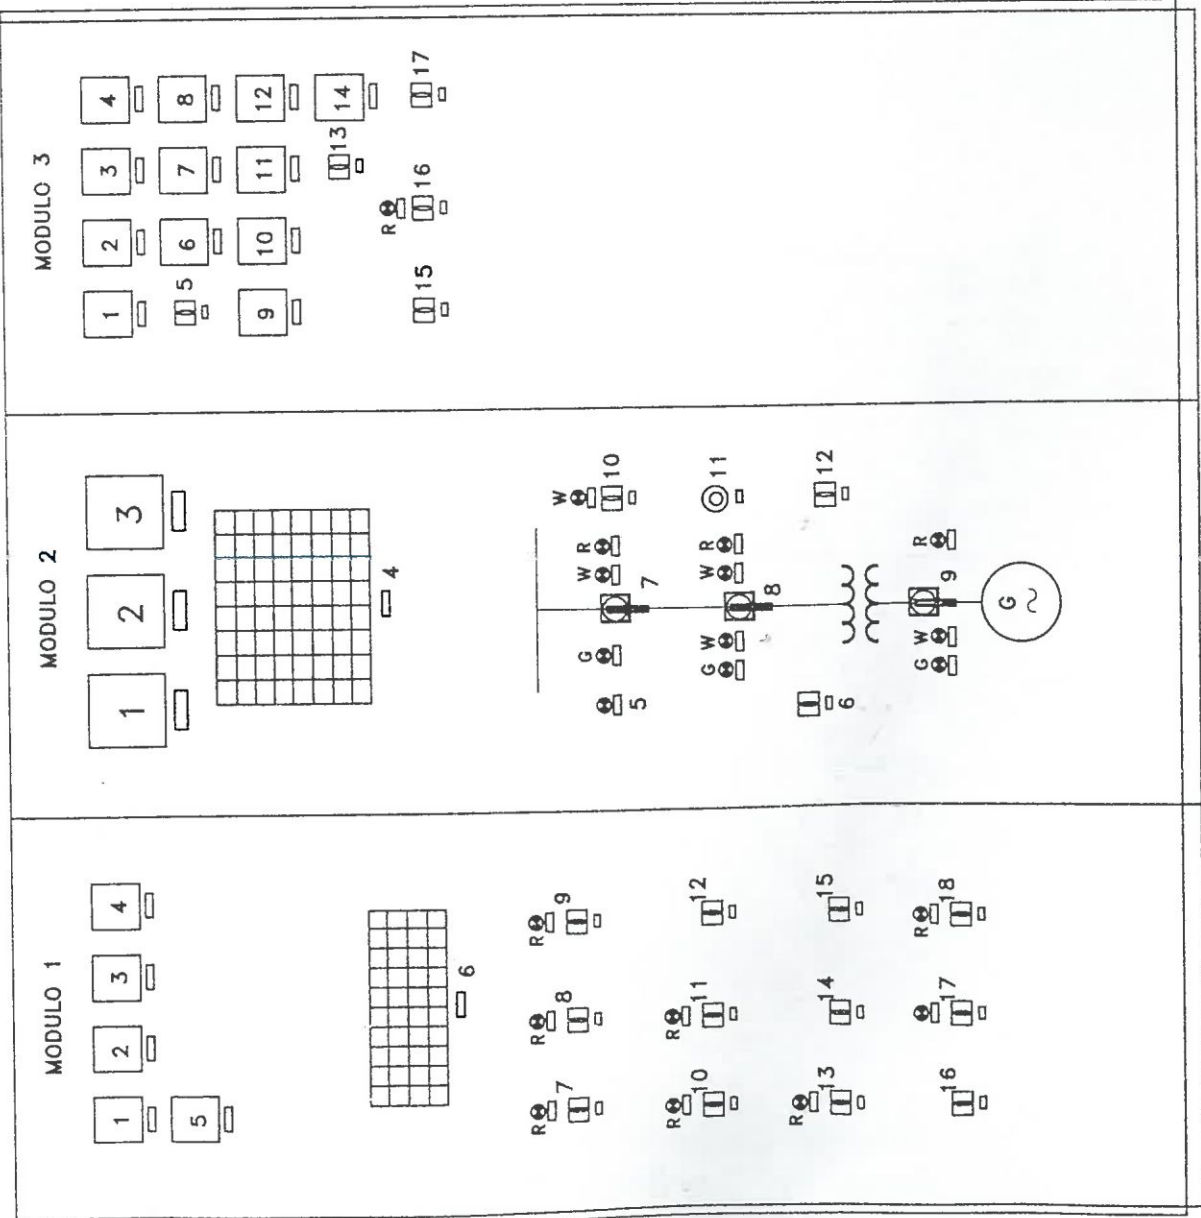 MODULO 1
1 2 3 4
5
6
R R R
7 8 9
R R
10 11 12
R
13 14 15
R
16 17 18
MODULO 2
1 2 3
4
W
G W R 10
5 7
G W W R 11
8
6 12
G W R
9
G
MODULO 3
1 2 3 4
5 6 7 8
9 10 11 12
13 14
R
15 16 17